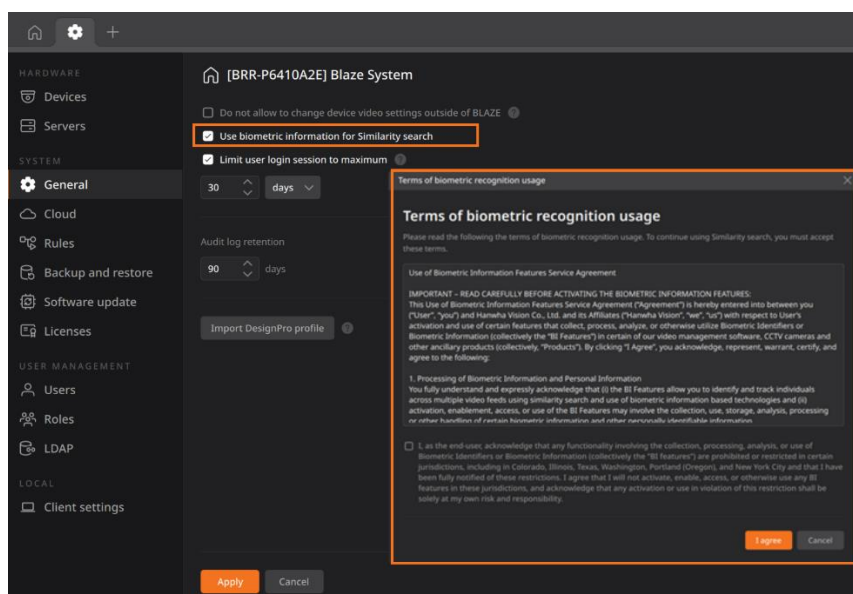 HARDWARE
Devices
Servers
SYSTEM
General
Cloud
Rules
Backup and restore
Software update
Licenses
USER MANAGEMENT
Users
Roles
LDAP
LOCAL
Client settings
[BRR-P6410A2E] Blaze System
Do not allow to change device video settings outside of BLAZE
Use biometric information for Similarity search
Limit user login session to maximum
30 days
Audit log retention
90 days
Import DesignPro profile
Apply Cancel
Terms of biometric recognition usage
Terms of biometric recognition usage
Please read the following the terms of biometric recognition usage. To continue using Similarity search, you must accept
these terms.
Use of Biometric Information Features Service Agreement
IMPORTANT – READ CAREFULLY BEFORE ACTIVATING THE BIOMETRIC INFORMATION FEATURES:
This Use of Biometric Information Features Service Agreement ("Agreement") is hereby entered into between you
("User", "you") and Hanwha Vision Co., Ltd. and its Affiliates ("Hanwha Vision", "we", "us") with respect to User's
activation and use of certain features that collect, process, analyze, or otherwise utilize Biometric Identifiers or
Biometric Information (collectively the "BI Features") in certain of our video management software, CCTV cameras and
other ancillary products (collectively, "Products"). By clicking "I Agree", you acknowledge, represent, warrant, certify, and
agree to the following:
1. Processing of Biometric Information and Personal Information
You fully understand and expressly acknowledge that (i) the BI Features allow you to identify and track individuals
across multiple video feeds using similarity search and use of biometric information based technologies and (ii)
activation, enablement, access, or use of the BI Features may involve the collection, use, storage, analysis, processing
or other handling of certain biometric information and other personally identifiable information.
I, as the end-user, acknowledge that any functionality involving the collection, processing, analysis, or use of
Biometric Identifiers or Biometric Information (collectively the "BI features") are prohibited or restricted in certain
jurisdictions, including in Colorado, Illinois, Texas, Washington, Portland (Oregon), and New York City and that I have
been fully notified of these restrictions. I agree that I will not activate, enable, access, or otherwise use any BI
features in these jurisdictions, and acknowledge that any activation or use in violation of this restriction shall be
solely at my own risk and responsibility.
I agree Cancel